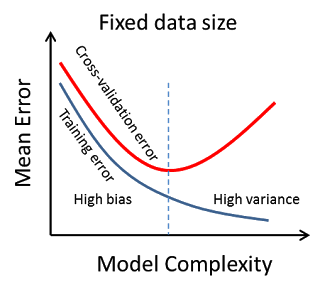 Fixed data size
Mean Error
Cross-validation error
Training error
High bias
High variance
Model Complexity